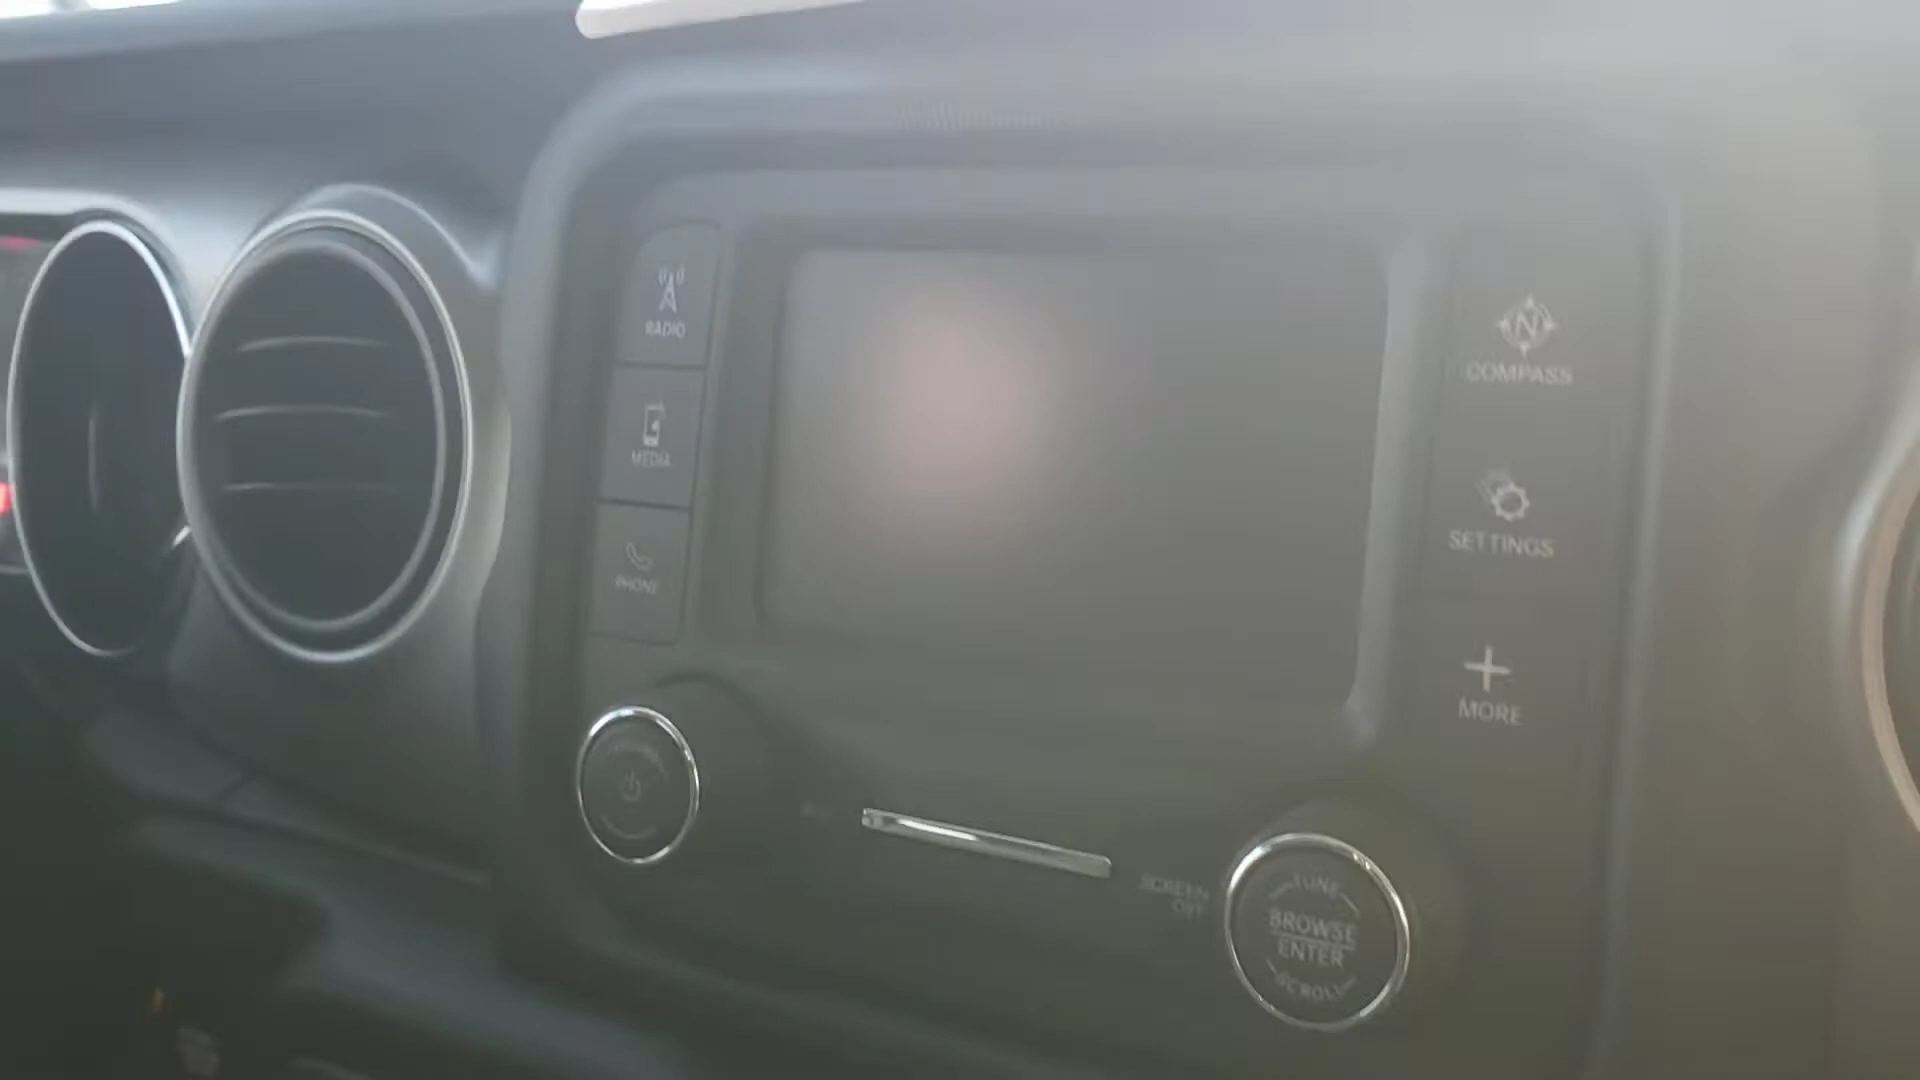 RADIO
MEDIA
PHONE
N
COMPASS
SETTINGS
MORE
SCREEN
OFF
TUNE
BROWSE
ENTER
SCROLL